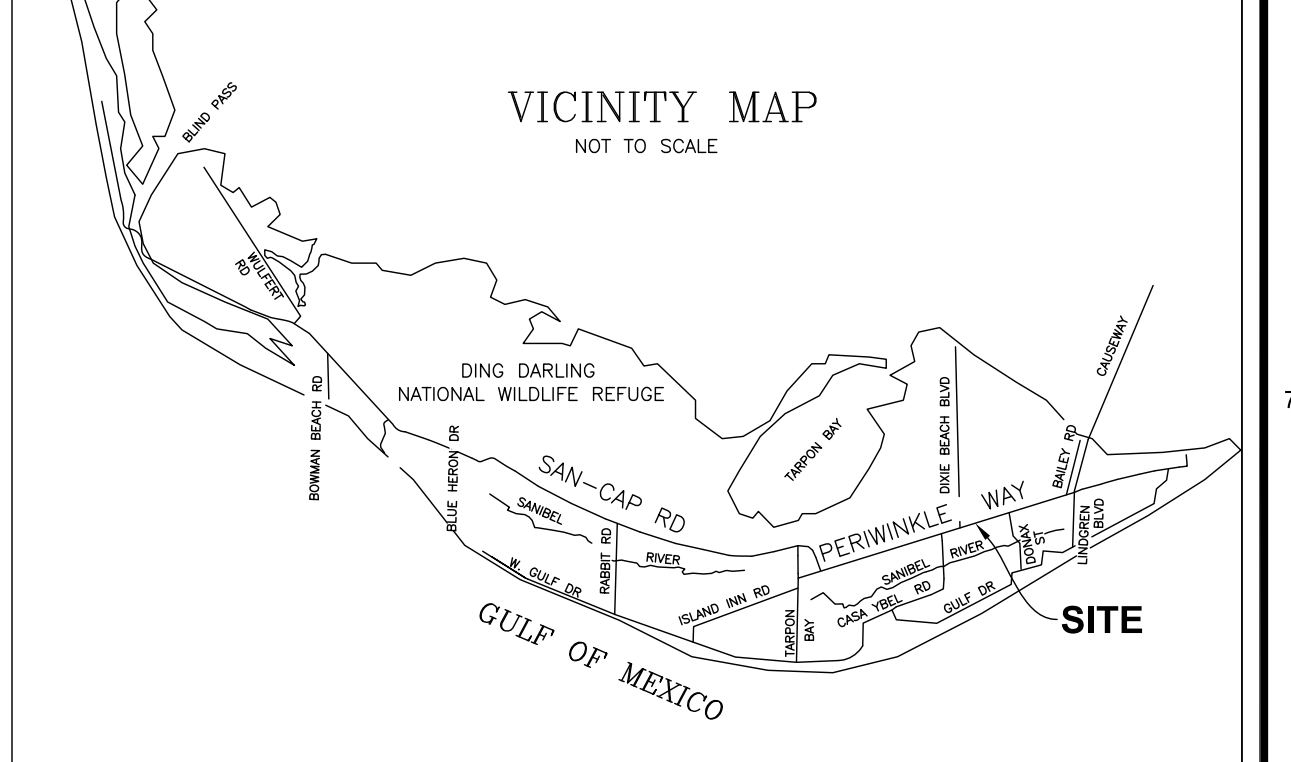 VICINITY MAP
NOT TO SCALE
BLIND PASS
WULFERT
RD
CAUSEWAY
DING DARLING
NATIONAL WILDLIFE REFUGE
BOWMAN BEACH RD
BLUE HERON DR
SAN-CAP RD
TARPON BAY
DIXIE BEACH BLVD
BAILEY RD
PERIWINKLE WAY
SANIBEL
RIVER
RABBIT RD
W. GULF DR
ISLAND INN RD
TARPON
BAY
SANIBEL
RIVER
CASA YBEL RD
GULF DR
DONAX
ST
LINDGREN
BLVD
SITE
GULF OF MEXICO